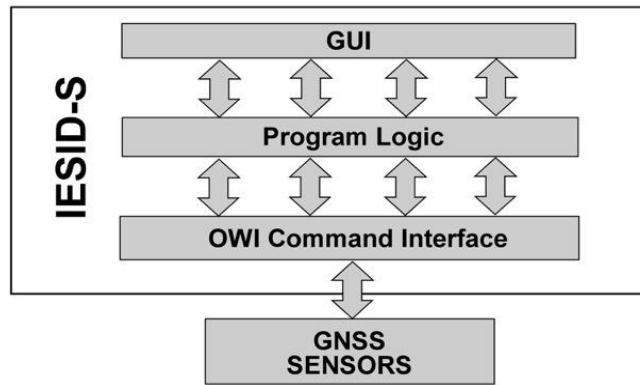 IESID-S
GUI
Program Logic
OWI Command Interface
GNSS
SENSORS